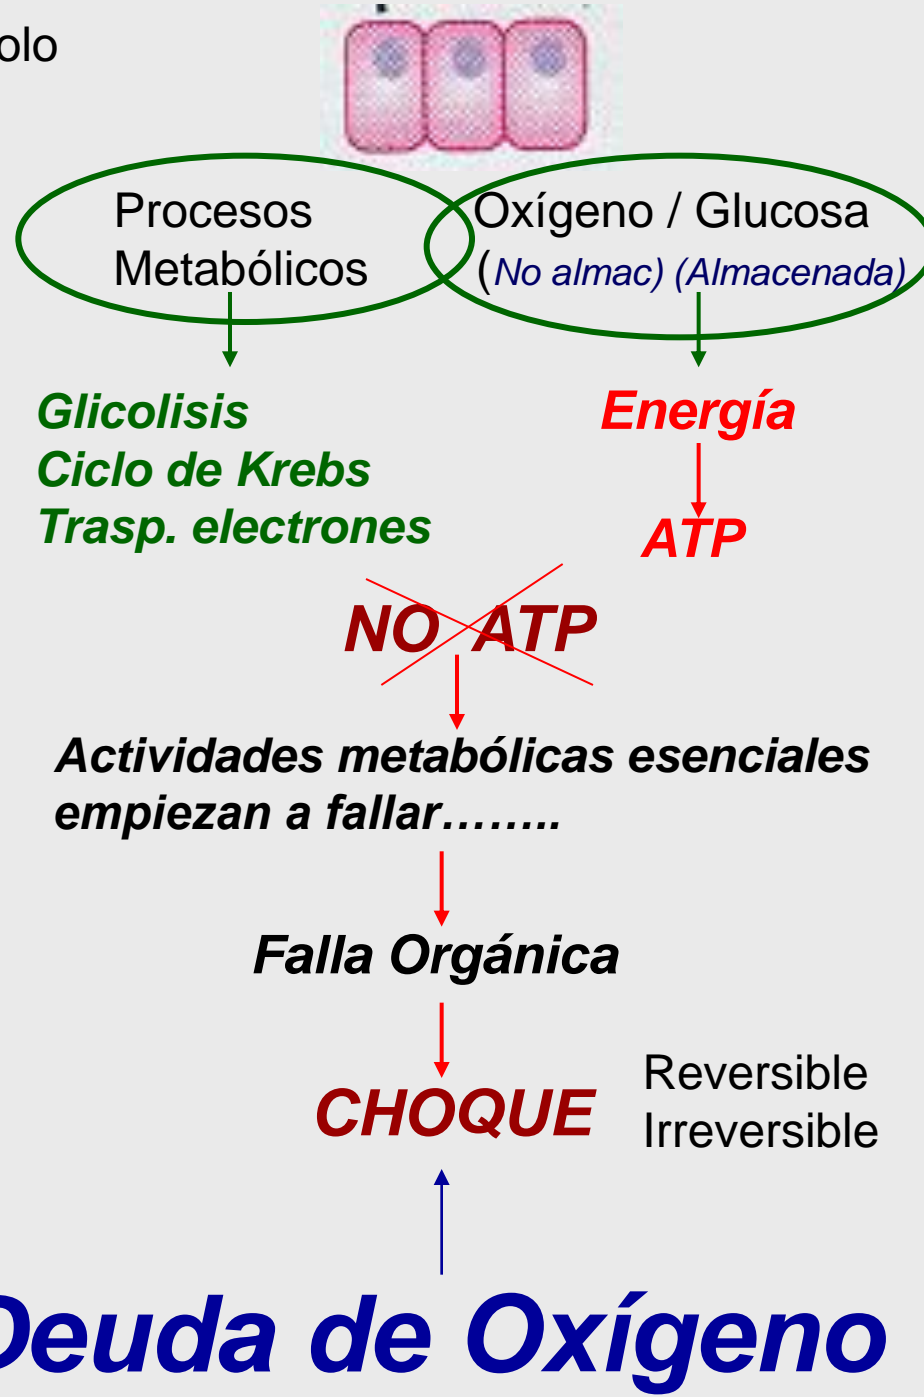 olo
Procesos
Metabólicos
Oxígeno / Glucosa
(No almac) (Almacenada)
Glicolisis
Ciclo de Krebs
Trasp. electrones
Energía
ATP
NO ATP
Actividades metabólicas esenciales
empiezan a fallar……..
Falla Orgánica
CHOQUE
Reversible
Irreversible
Deuda de Oxígeno